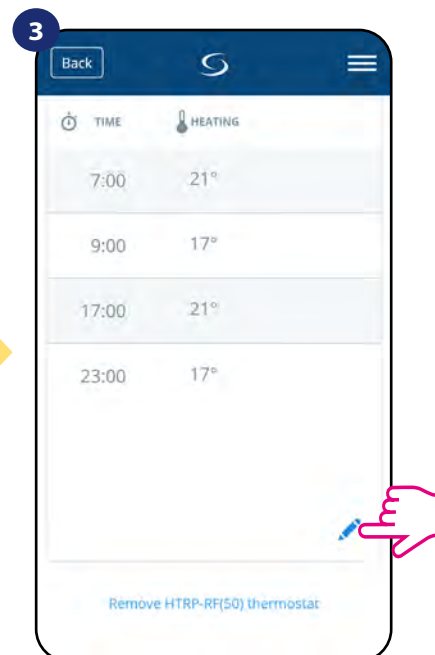 3
Back
TIME HEATING
7:00 21°
9:00 17°
17:00 21°
23:00 17°
Remove HTRP-RF(50) thermostat